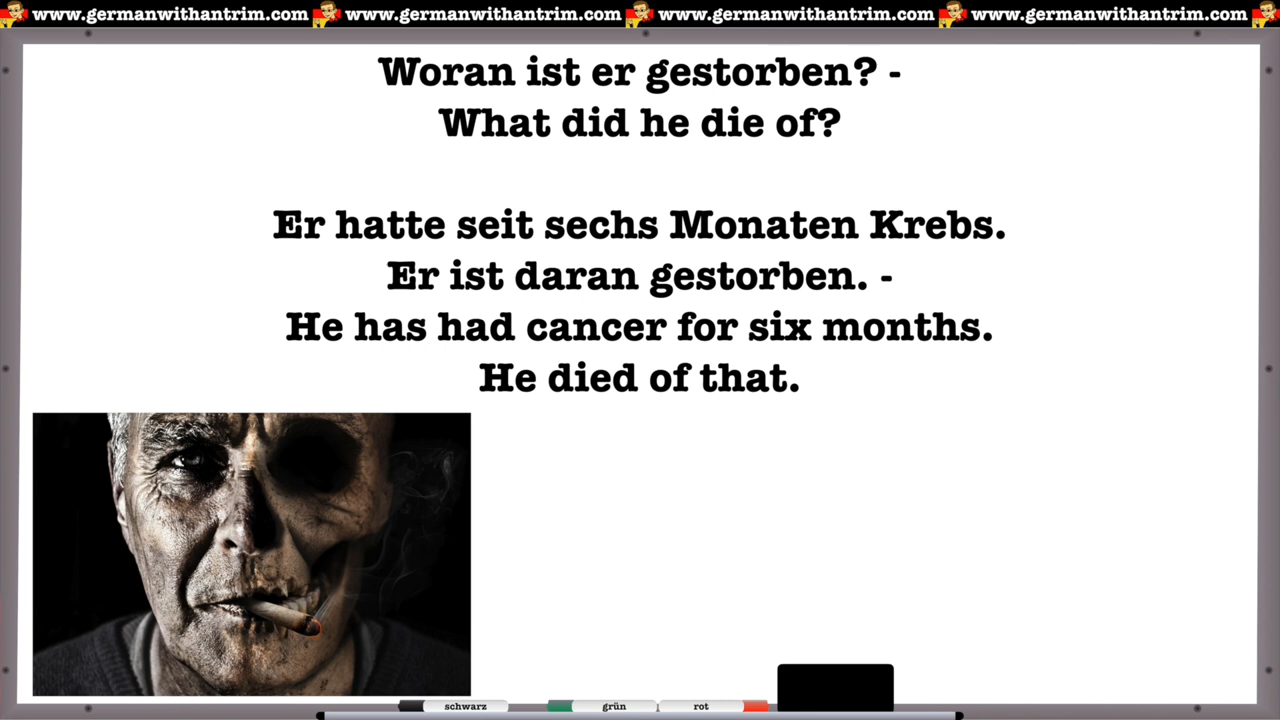 www.germanwithantrim.com www.germanwithantrim.com www.germanwithantrim.com www.germanwithantrim.com
Woran ist er gestorben? -
What did he die of?
Er hatte seit sechs Monaten Krebs.
Er ist daran gestorben. -
He has had cancer for six months.
He died of that.
schwarz grün rot